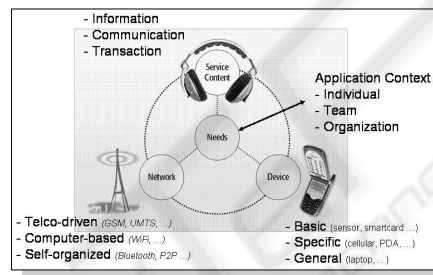 - Information
- Communication
- Transaction
Service
Content
Application Context
- Individual
- Team
- Organization
Needs
Network
Device
- Telco-driven (GSM, UMTS, ...)
- Computer-based (WiFi, ...)
- Self-organized (Bluetooth, P2P ...)
- Basic (sensor, smartcard ...)
- Specific (cellular, PDA, ...)
- General (laptop, ...)